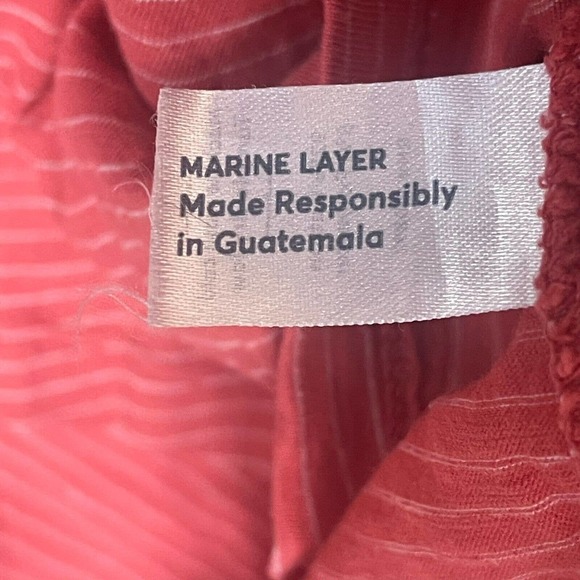 MARINE LAYER
Made Responsibly
in Guatemala